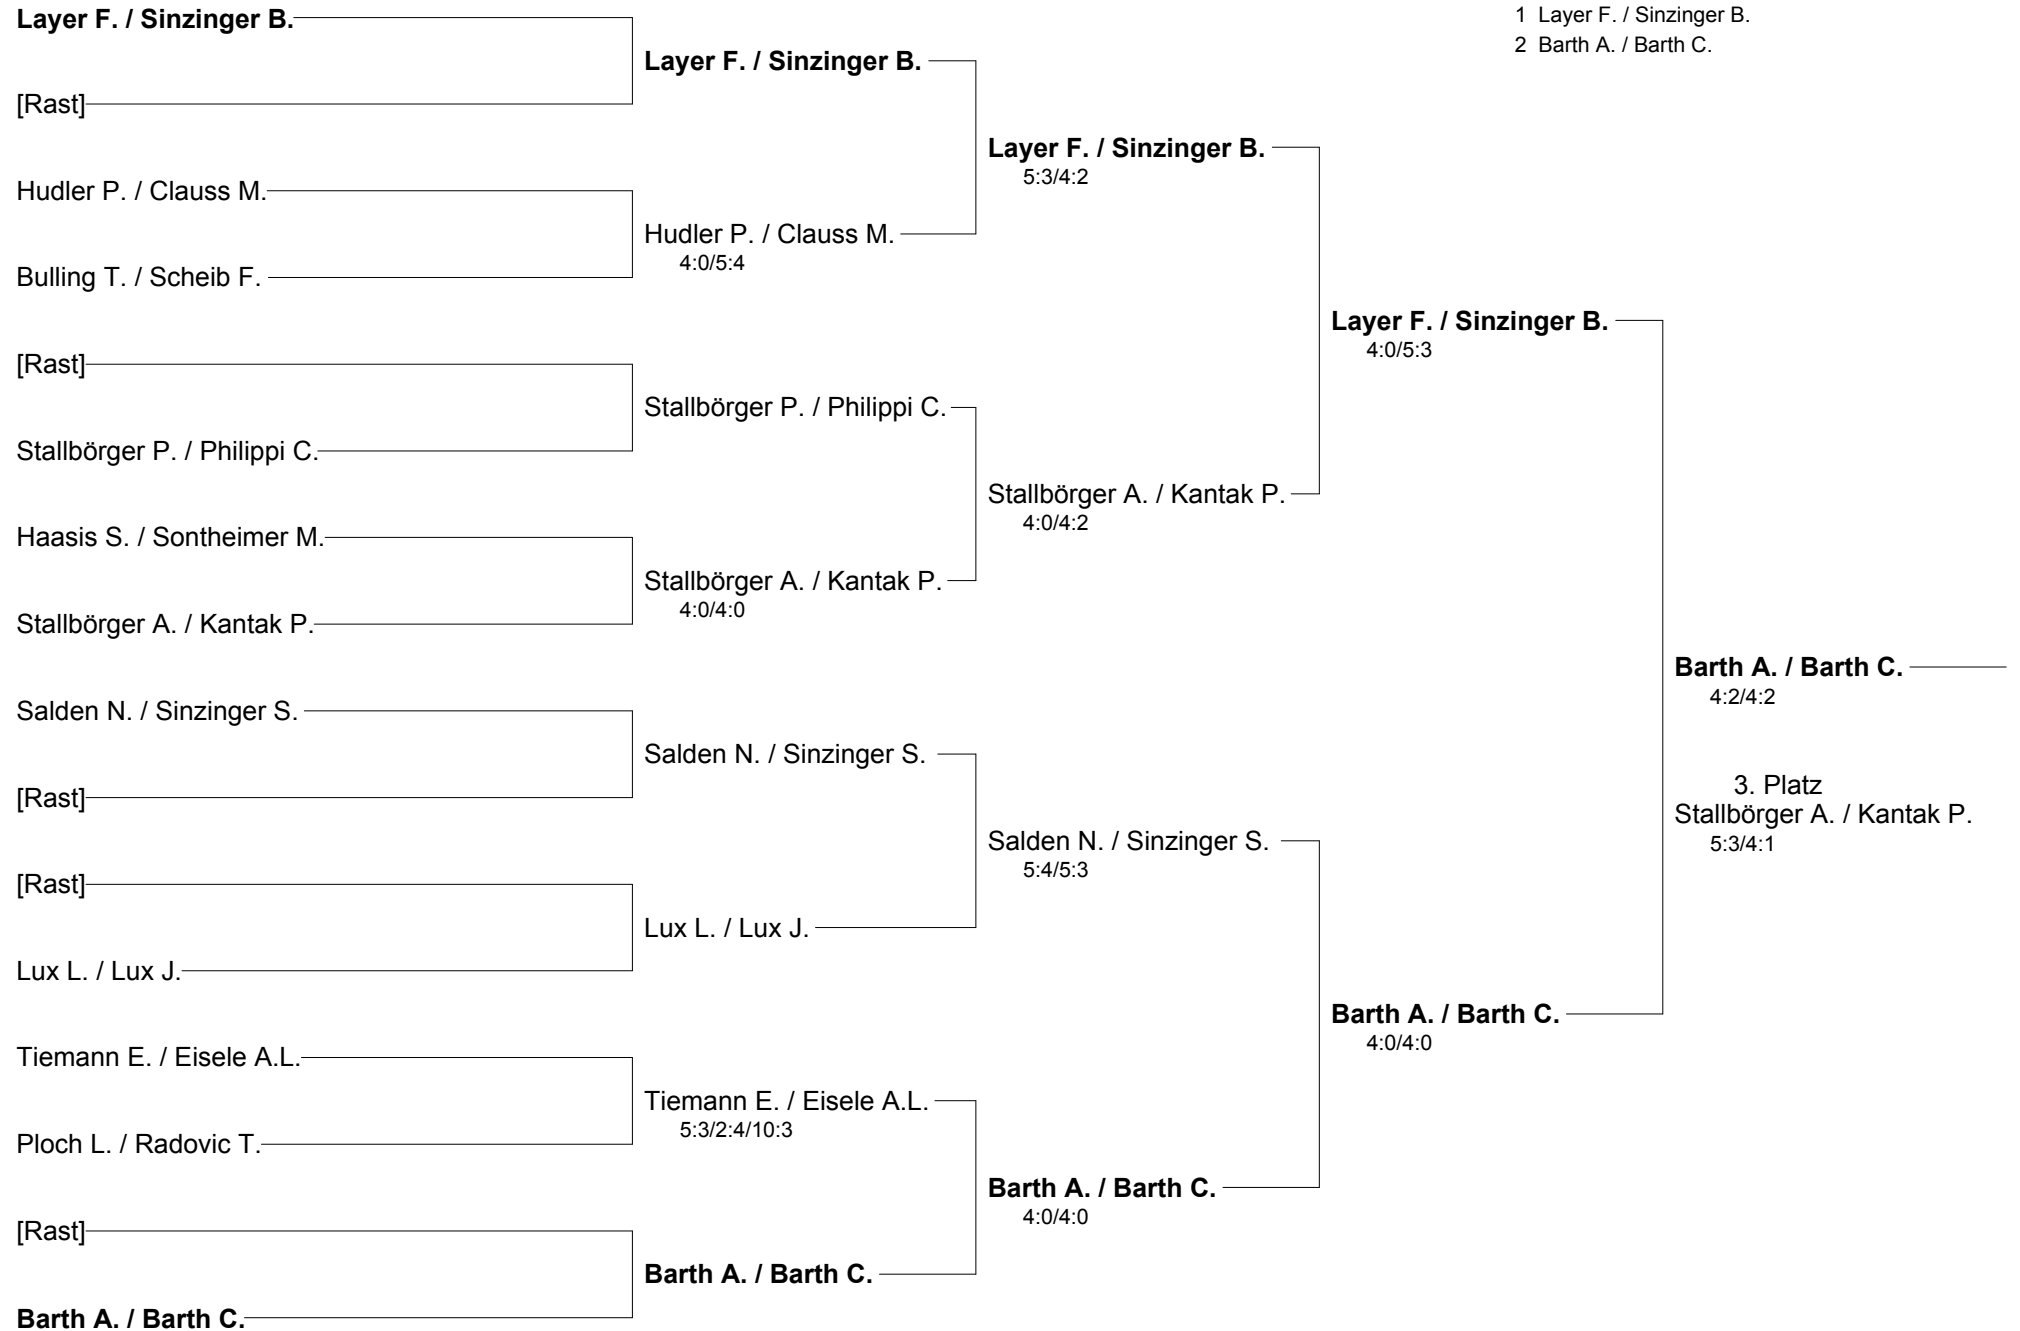 1 Layer F. / Sinzinger B.
2 Barth A. / Barth C.
Layer F. / Sinzinger B.
[Rast]
Hudler P. / Clauss M.
Bulling T. / Scheib F.
[Rast]
Stallbörger P. / Philippi C.
Haasis S. / Sontheimer M.
Stallbörger A. / Kantak P.
Salden N. / Sinzinger S.
[Rast]
[Rast]
Lux L. / Lux J.
Tiemann E. / Eisele A.L.
Ploch L. / Radovic T.
[Rast]
Barth A. / Barth C.
Layer F. / Sinzinger B.
Hudler P. / Clauss M.
4:0/5:4
Stallbörger P. / Philippi C.
Stallbörger A. / Kantak P.
4:0/4:0
Salden N. / Sinzinger S.
Lux L. / Lux J.
Tiemann E. / Eisele A.L.
5:3/2:4/10:3
Barth A. / Barth C.
Layer F. / Sinzinger B.
5:3/4:2
Stallbörger A. / Kantak P.
4:0/4:2
Salden N. / Sinzinger S.
5:4/5:3
Barth A. / Barth C.
4:0/4:0
Layer F. / Sinzinger B.
4:0/5:3
Barth A. / Barth C.
4:0/4:0
Barth A. / Barth C.
4:2/4:2
3. Platz
Stallbörger A. / Kantak P.
5:3/4:1